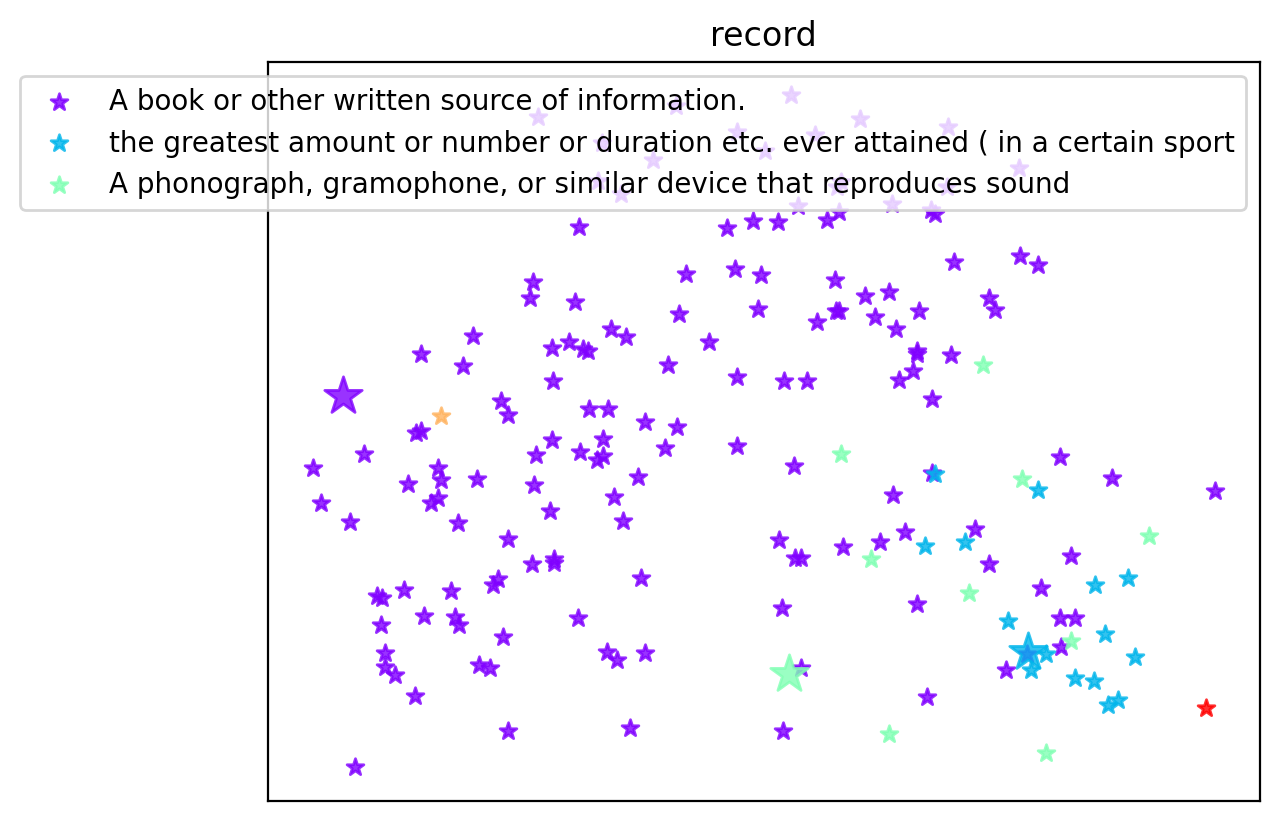 record
A book or other written source of information.
the greatest amount or number or duration etc. ever attained ( in a certain sport
A phonograph, gramophone, or similar device that reproduces sound